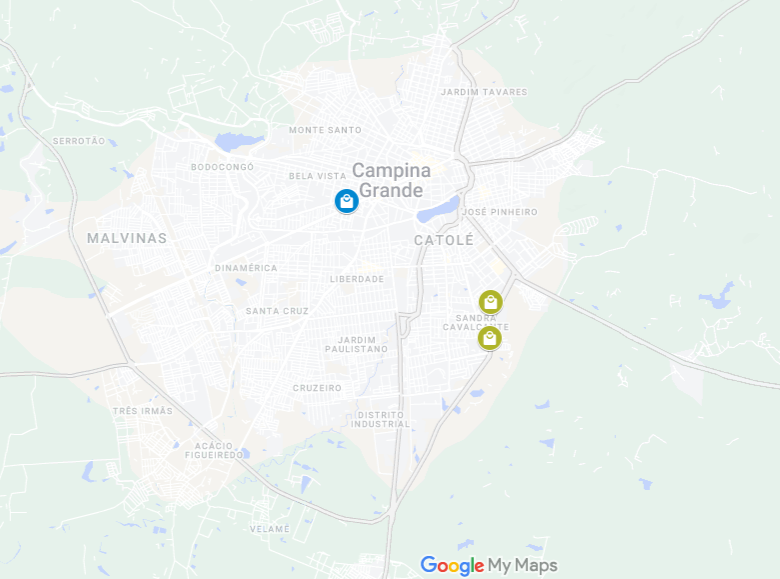 JARDIM TAVARES
MONTE SANTO
SERROTÃO
BODOCONGÓ
BELA VISTA
Campina
Grande
JOSÉ PINHEIRO
MALVINAS
CATOLÉ
DINAMÉRICA
LIBERDADE
SANTA CRUZ
SANDRA
CAVALCANTE
JARDIM
PAULISTANO
CRUZEIRO
TRÊS IRMÃS
DISTRITO
INDUSTRIAL
ACÁCIO
FIGUEIREDO
VELAME
Google My Maps